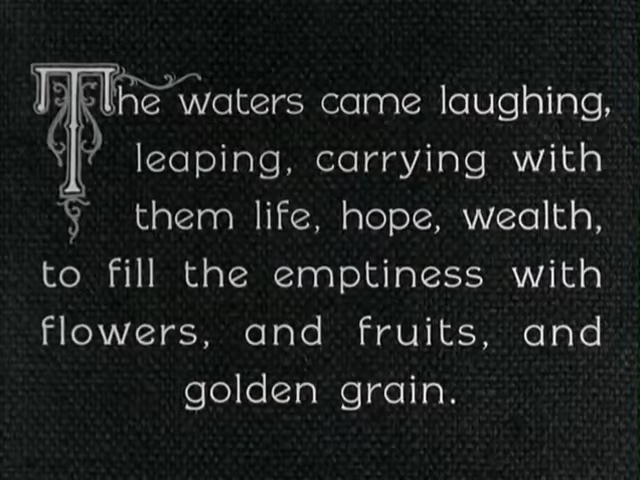 The waters came laughing,
leaping, carrying with
them life, hope, wealth,
to fill the emptiness with
flowers, and fruits, and
golden grain.